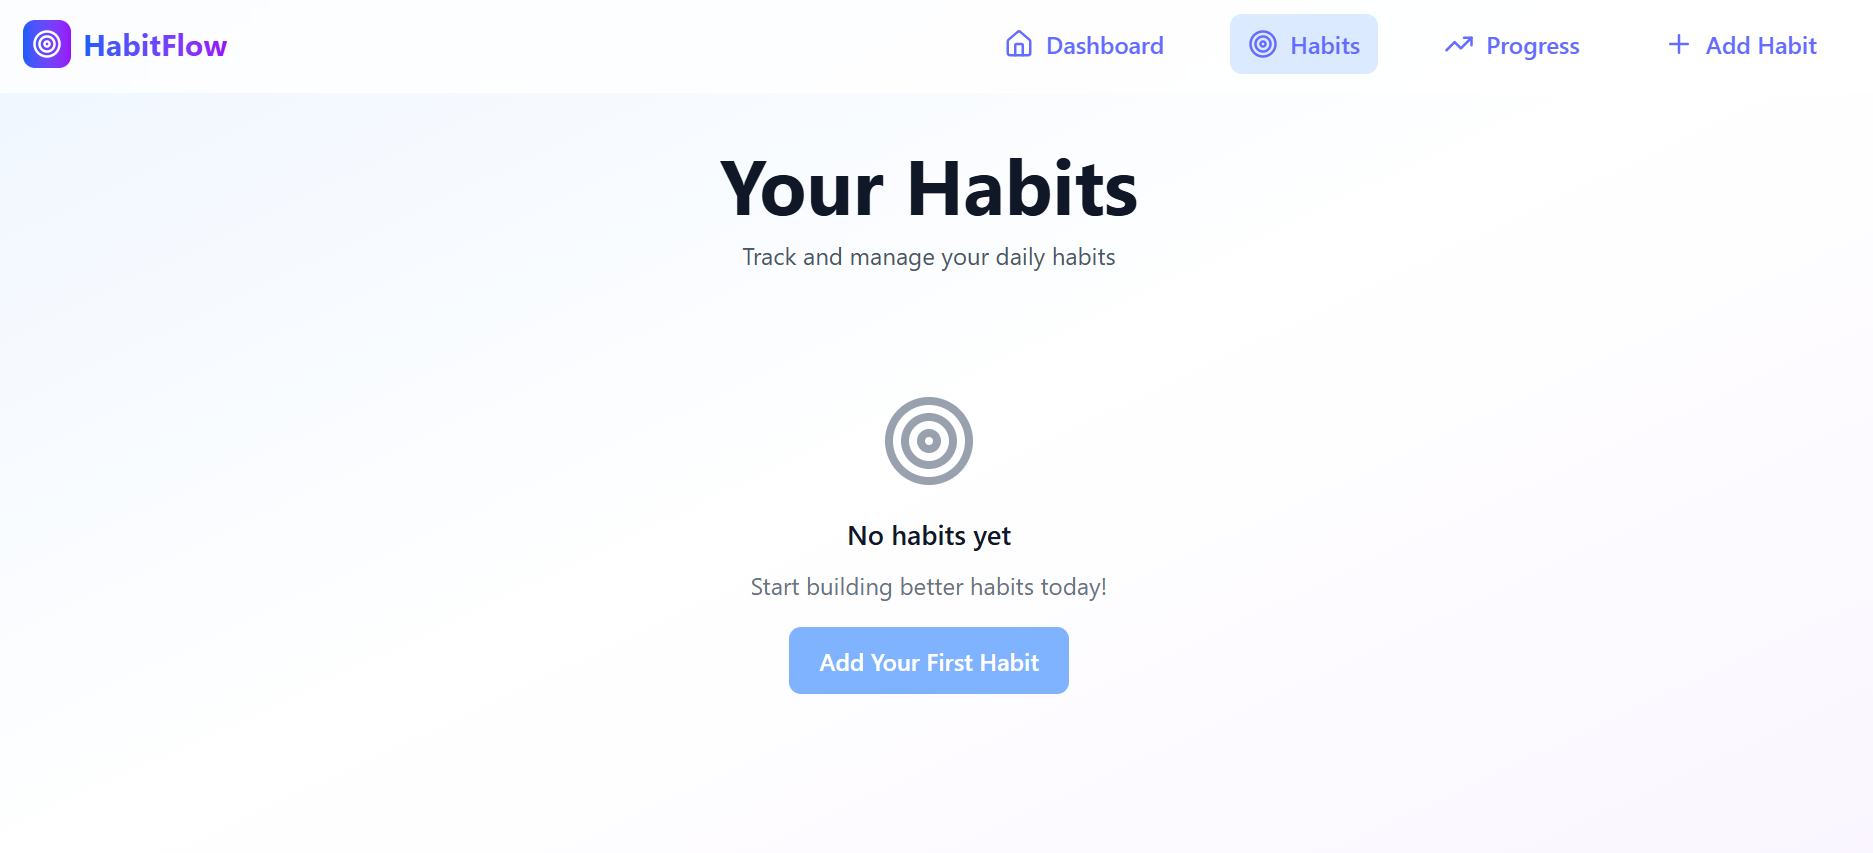 HabitFlow
Dashboard
Habits
Progress
Add Habit
Your Habits
Track and manage your daily habits
No habits yet
Start building better habits today!
Add Your First Habit